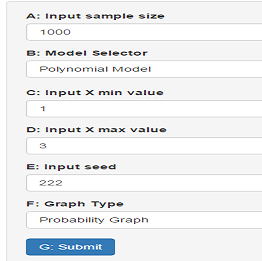 A: Input sample size
1000
B: Model Selector
Polynomial Model
C: Input X min value
1
D: Input X max value
3
E: Input seed
222
F: Graph Type
Probability Graph
G: Submit